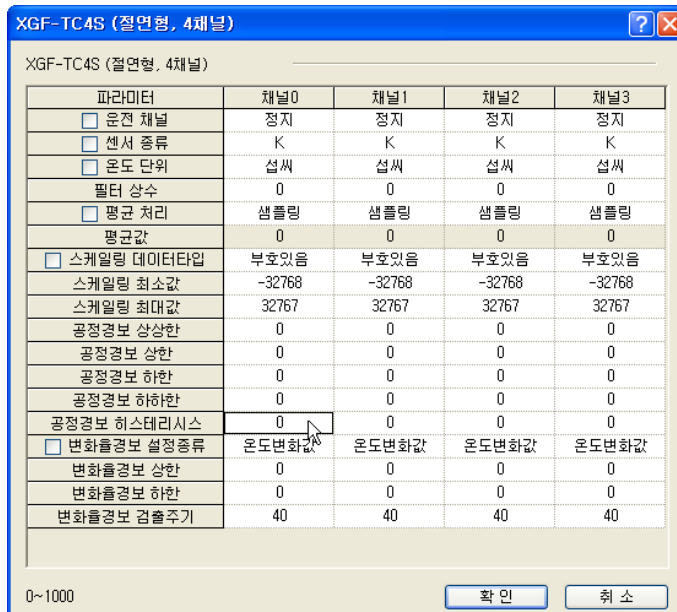 XGF-TC4S (절연형, 4채널)
XGF-TC4S (절연형, 4채널)
파라미터 채널0 채널1 채널2 채널3
운전 채널 정지 정지 정지 정지
센서 종류 K K K K
온도 단위 섭씨 섭씨 섭씨 섭씨
필터 상수 0 0 0 0
평균 처리 샘플링 샘플링 샘플링 샘플링
평균값 0 0 0 0
스케일링 데이터타입 부호있음 부호있음 부호있음 부호있음
스케일링 최소값 -32768 -32768 -32768 -32768
스케일링 최대값 32767 32767 32767 32767
공정경보 상상한 0 0 0 0
공정경보 상한 0 0 0 0
공정경보 하한 0 0 0 0
공정경보 하하한 0 0 0 0
공정경보 히스테리시스 0 0 0 0
변화율경보 설정종류 온도변화값 온도변화값 온도변화값 온도변화값
변화율경보 상한 0 0 0 0
변화율경보 하한 0 0 0 0
변화율경보 검출주기 40 40 40 40
0~1000 확인 취소